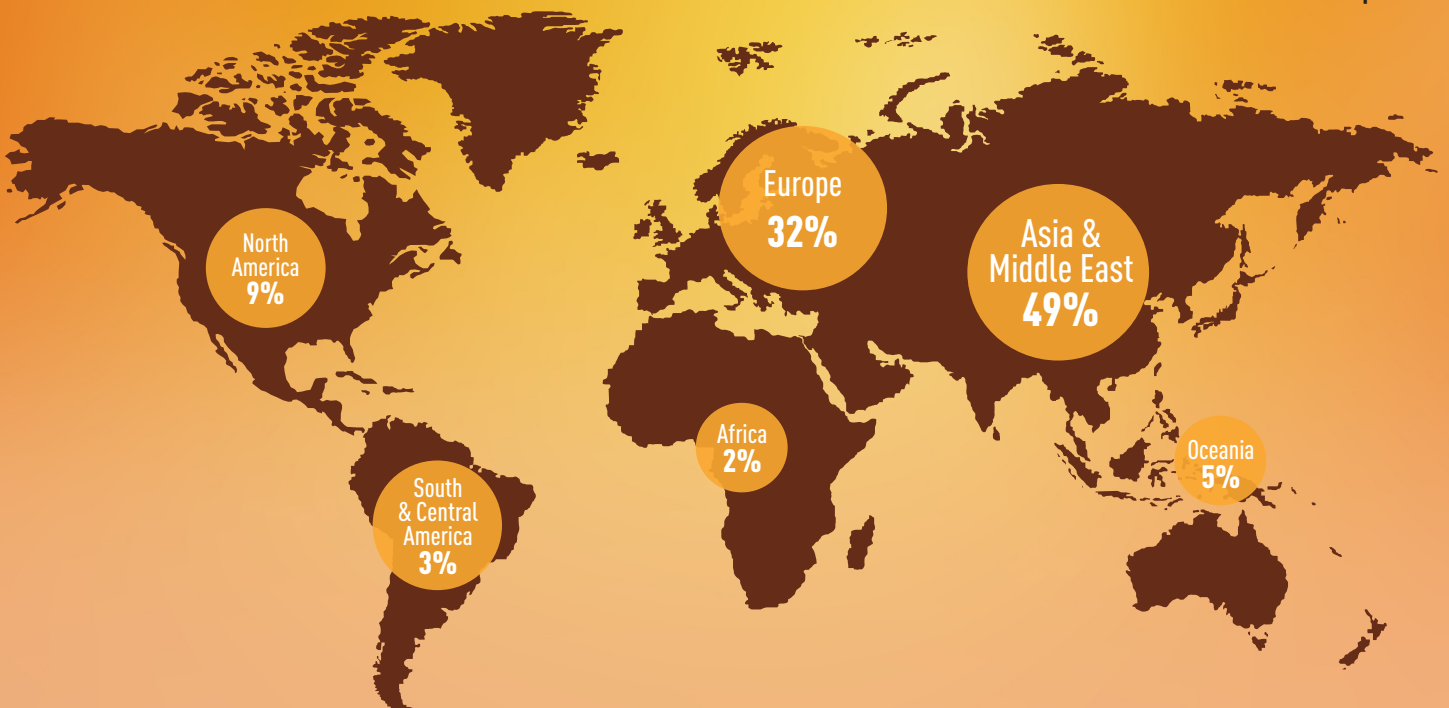 North
America
9%
Europe
32%
Asia &
Middle East
49%
South
& Central
America
3%
Africa
2%
Oceania
5%